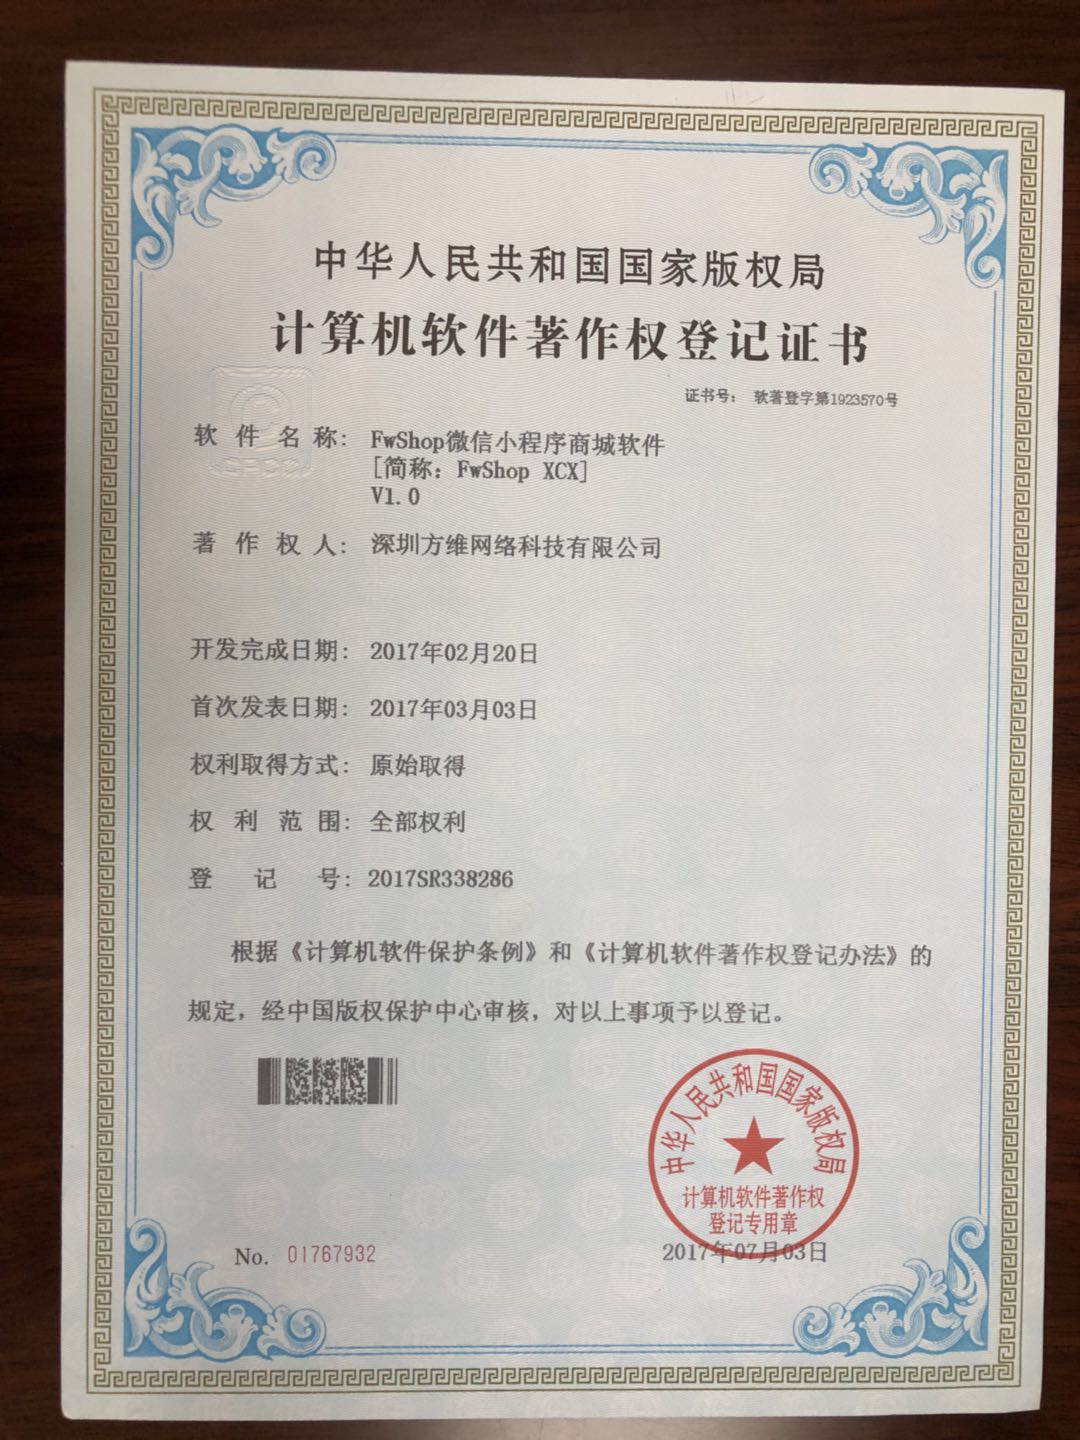 中华人民共和国国家版权局
计算机软件著作权登记证书
证书号： 软著登字第1923570号
软件名称： FwShop微信小程序商城软件
[简称：FwShop XCX]
V1.0
著作权人： 深圳方维网络科技有限公司
开发完成日期： 2017年02月20日
首次发表日期： 2017年03月03日
权利取得方式： 原始取得
权利范围： 全部权利
登记号： 2017SR338286
根据《计算机软件保护条例》和《计算机软件著作权登记办法》的
规定，经中国版权保护中心审核，对以上事项予以登记。
中华人民共和国国家版权局
计算机软件著作权
登记专用章
No. 01767932
2017年07月03日